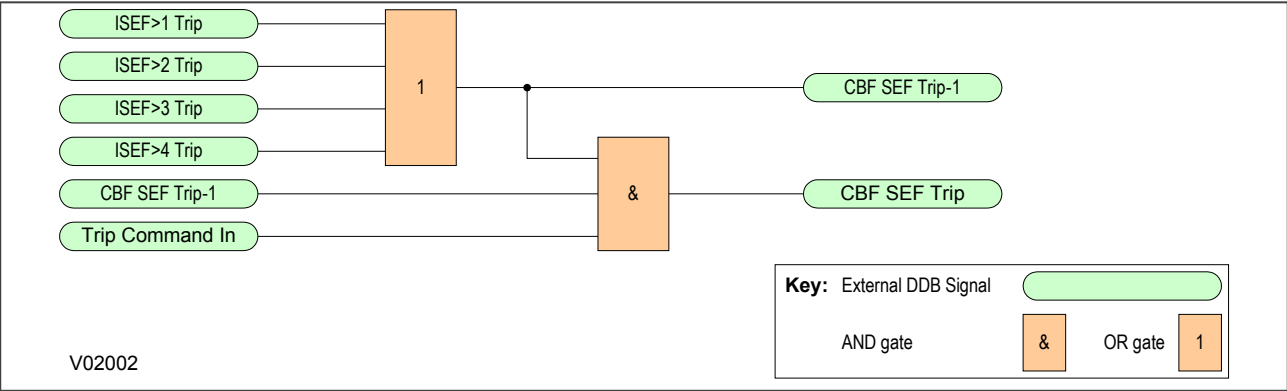 ISEF>1 Trip
ISEF>2 Trip
1
CBF SEF Trip-1
ISEF>3 Trip
ISEF>4 Trip
CBF SEF Trip-1
&
CBF SEF Trip
Trip Command In
Key: External DDB Signal
AND gate
&
OR gate
1
V02002